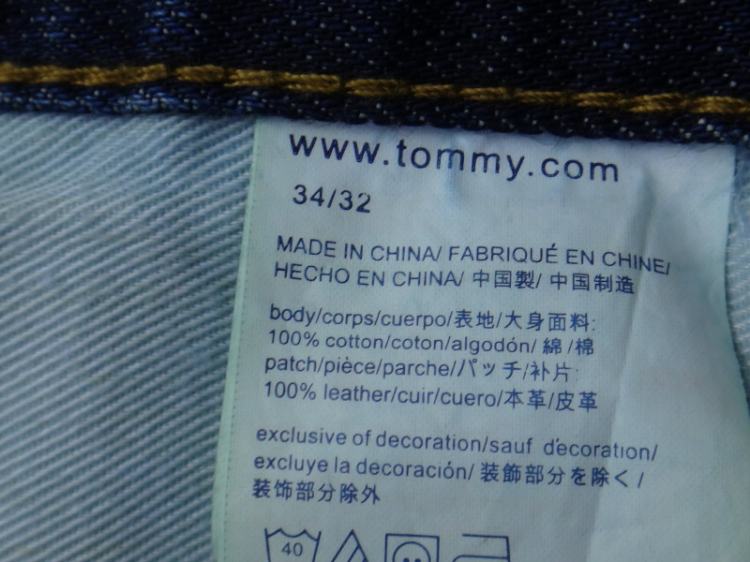 www.tommy.com
34/32
MADE IN CHINA/ FABRIQUÉ EN CHINE/
HECHO EN CHINA/ 中国製/ 中国制造
body/corps/cuerpo/表地/大身面料:
100% cotton/coton/algodón/ 綿 /棉
patch/pièce/parche/パッチ/补片:
100% leather/cuir/cuero/本革/皮革
exclusive of decoration/sauf d'ecoration/
excluye la decoración/ 装飾部分を除く/
装饰部分除外
40